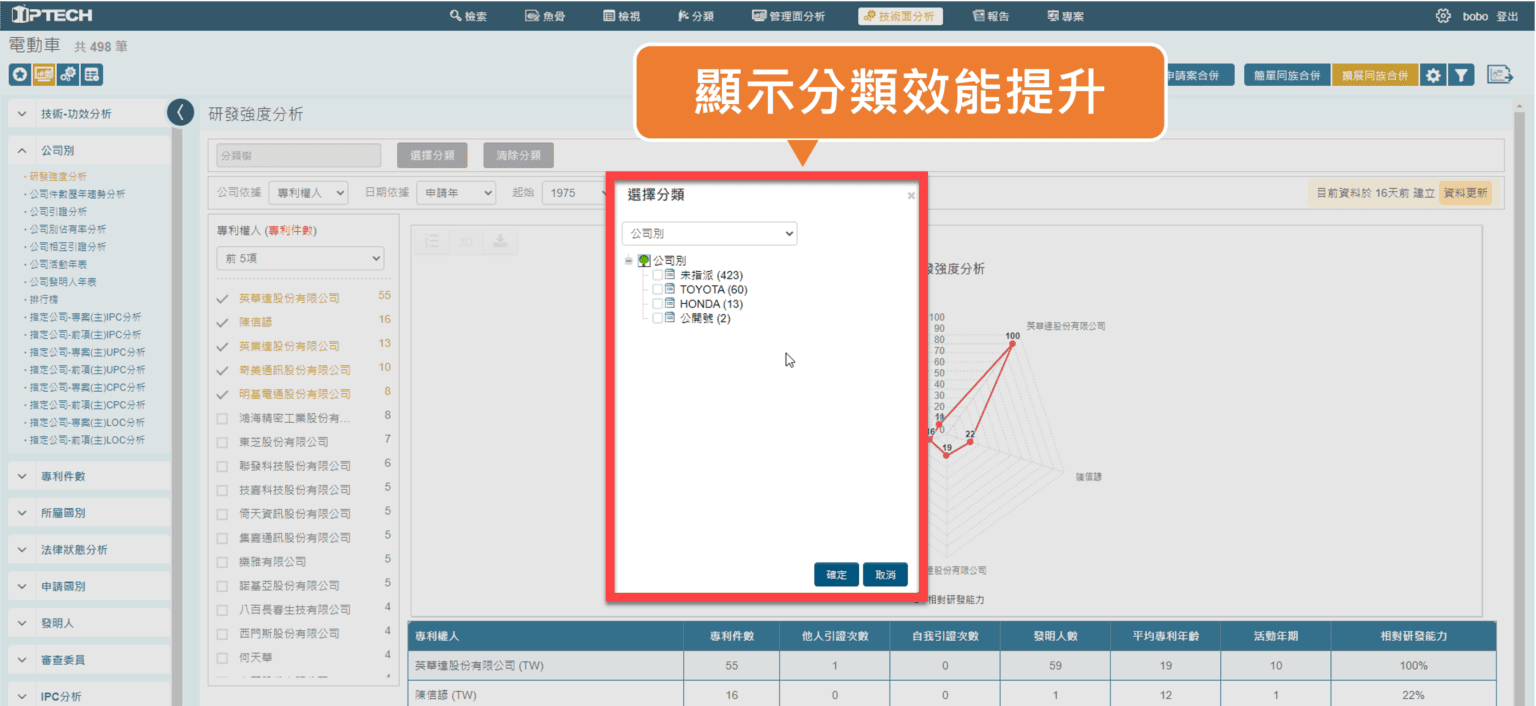 IPTECH
檢索
魚骨
檢視
分類
管理面分析
技術面分析
報告
專案
bobo 登出
電動車 共 498 筆
顯示分類效能提升
申請案合併
簡單同族合併
擴展同族合併
技術-功效分析
公司別
・研發強度分析
・公司件數歷年趨勢分析
・公司引證分析
・公司別佔有率分析
・公司相互引證分析
・公司活動年表
・公司發明人年表
・排行榜
・指定公司-專案(主)IPC分析
・指定公司-前項(主)IPC分析
・指定公司-專案(主)UPC分析
・指定公司-前項(主)UPC分析
・指定公司-專案(主)CPC分析
・指定公司-前項(主)CPC分析
・指定公司-專案(主)LOC分析
・指定公司-前項(主)LOC分析
專利件數
所屬國別
法律狀態分析
申請國別
發明人
審查委員
IPC分析
研發強度分析
分類樹
選擇分類
清除分類
公司依據 專利權人 日期依據 申請年 起始 1975
目前資料於 16天前 建立 資料更新
專利權人 (專利件數)
前 5項
英華達股份有限公司 55
陳信諺 16
英業達股份有限公司 13
奇美通訊股份有限公司 10
明基電通股份有限公司 8
鴻海精密工業股份有... 8
東芝股份有限公司 7
聯發科技股份有限公司 6
技嘉科技股份有限公司 5
倚天資訊股份有限公司 5
集嘉通訊股份有限公司 5
樂雅有限公司 5
諾基亞股份有限公司 5
八百長春生技有限公司 4
西門斯股份有限公司 4
何天華 4
3D
選擇分類
×
公司別
公司別
未指派 (423)
TOYOTA (60)
HONDA (13)
公開號 (2)
確定
取消
發強度分析
100
90
80
70
60
50
40
30
20
0
100
英華達股份有限公司
22
陳信諺
19
16
11
股份有限公司
相對研發能力
專利權人 專利件數 他人引證次數 自我引證次數 發明人數 平均專利年齡 活動年期 相對研發能力
英華達股份有限公司 (TW) 55 1 0 59 19 10 100%
陳信諺 (TW) 16 0 0 1 12 1 22%